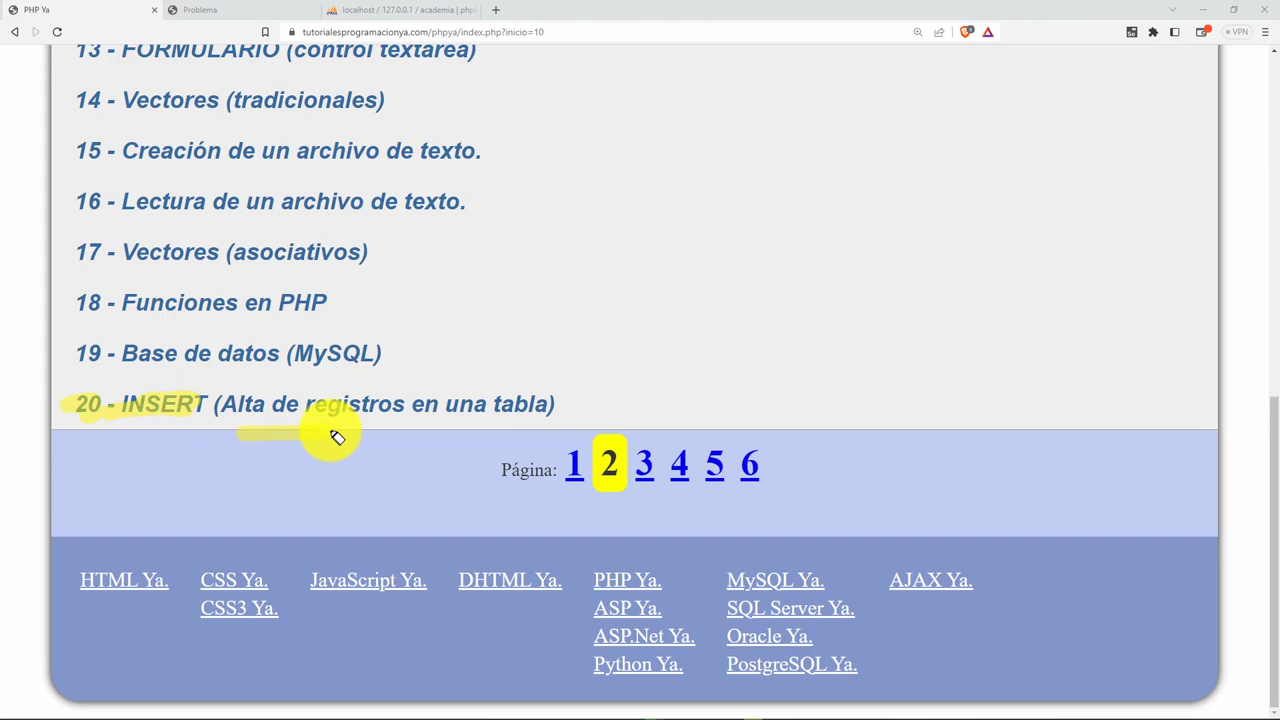 PHP Ya
Problema
localhost / 127.0.0.1 / academia | php
tutorialesprogramacionya.com/phpya/index.php?inicio=10
VPN
13 - FORMULARIO (control textarea)
14 - Vectores (tradicionales)
15 - Creación de un archivo de texto.
16 - Lectura de un archivo de texto.
17 - Vectores (asociativos)
18 - Funciones en PHP
19 - Base de datos (MySQL)
20 - INSERT (Alta de registros en una tabla)
Página: 1 2 3 4 5 6
HTML Ya. CSS Ya. JavaScript Ya. DHTML Ya. PHP Ya. MySQL Ya. AJAX Ya.
CSS3 Ya. ASP Ya. SQL Server Ya.
ASP.Net Ya. Oracle Ya.
Python Ya. PostgreSQL Ya.